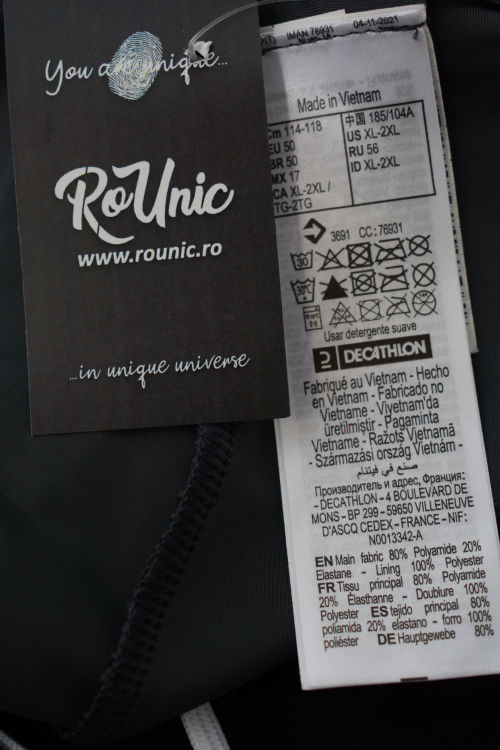 You are unique...
RoUnic
www.rounic.ro
...in unique universe
IMAN 76931 04-11-2021
Made in Vietnam
Cm 114-118
EU 50
BR 50
MX 17
CA XL-2XL /
TG-2TG
中国 185/104A
US XL-2XL
RU 56
ID XL-2XL
3691 CC:76931
30
30°C
Usar detergente suave
DECATHLON
Fabriqué au Vietnam - Hecho
en Vietnam - Fabricado no
Vietname - Vıyetnam'da
üretilmiştir - Pagaminta
Vietname - Ražots Vjetnamā
- Származási ország Vietnám -
صنع في فيتنام
Производитель и адрес, Франция:
- DECATHLON - 4 BOULEVARD DE
MONS - BP 299 - 59650 VILLENEUVE
D'ASCQ CEDEX - FRANCE - NIF:
N0013342-A
EN Main fabric 80% Polyamide 20%
Elastane - Lining 100% Polyester
FR Tissu principal 80% Polyamide
20% Élasthanne - Doublure 100%
Polyester ES tejido principal 80%
poliamida 20% elastano - forro 100%
poliéster DE Hauptgewebe 80%